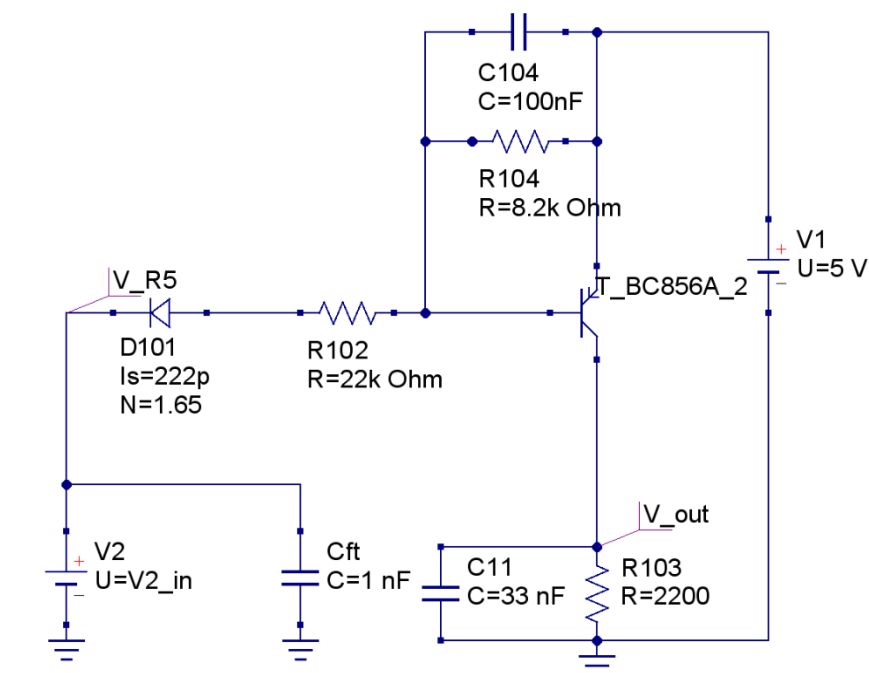 C104
C=100nF
R104
R=8.2k Ohm
V1
U=5 V
T_BC856A_2
V_R5
D101
Is=222p
N=1.65
R102
R=22k Ohm
V_out
V2
U=V2_in
Cft
C=1 nF
C11
C=33 nF
R103
R=2200